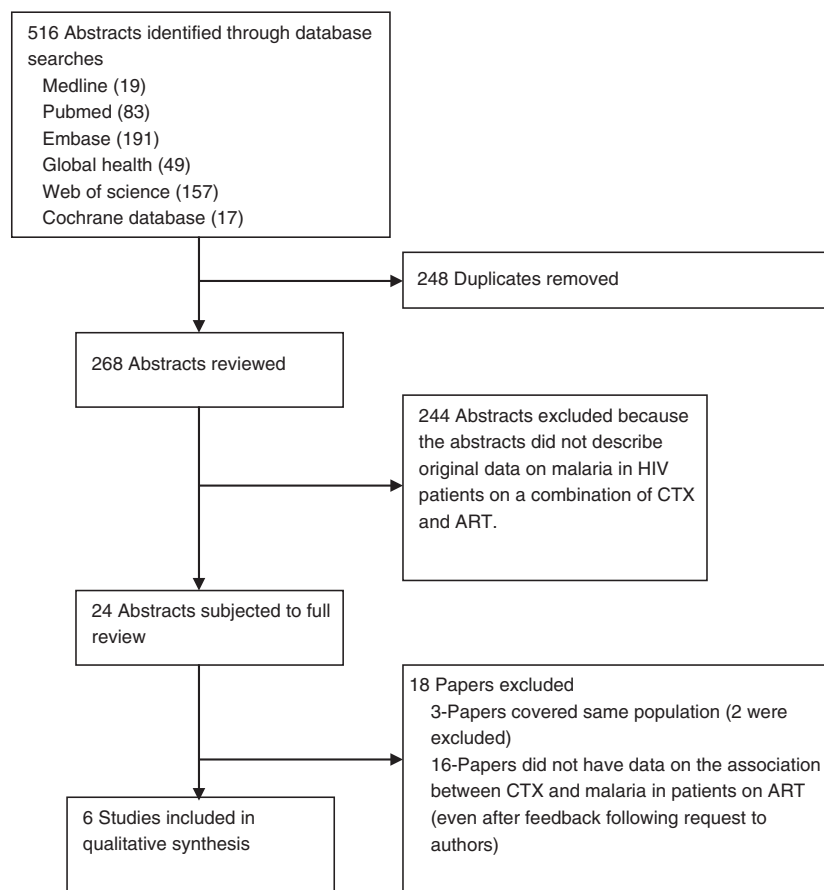 516 Abstracts identified through database
searches
Medline (19)
Pubmed (83)
Embase (191)
Global health (49)
Web of science (157)
Cochrane database (17)
248 Duplicates removed
268 Abstracts reviewed
244 Abstracts excluded because
the abstracts did not describe
original data on malaria in HIV
patients on a combination of CTX
and ART.
24 Abstracts subjected to full
review
18 Papers excluded
3-Papers covered same population (2 were
excluded)
16-Papers did not have data on the association
between CTX and malaria in patients on ART
(even after feedback following request to
authors)
6 Studies included in
qualitative synthesis